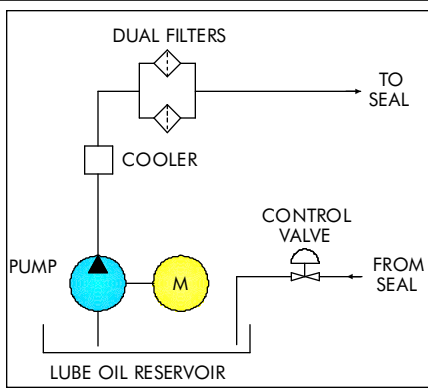 DUAL FILTERS
TO
SEAL
COOLER
CONTROL
VALVE
PUMP
M
FROM
SEAL
LUBE OIL RESERVOIR